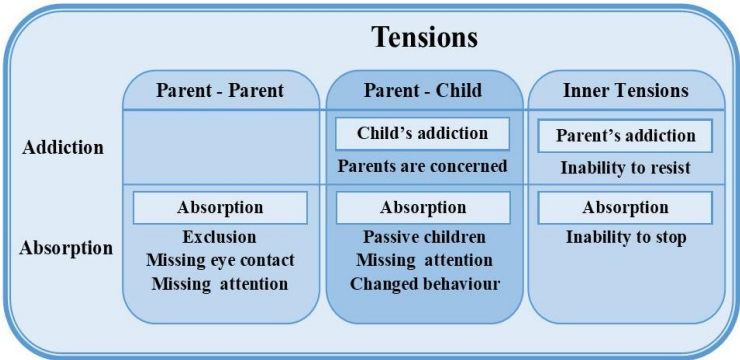 Tensions
Parent - Parent
Parent - Child
Inner Tensions
Addiction
Child's addiction
Parents are concerned
Parent's addiction
Inability to resist
Absorption
Absorption
Exclusion
Missing eye contact
Missing attention
Absorption
Passive children
Missing attention
Changed behaviour
Absorption
Inability to stop